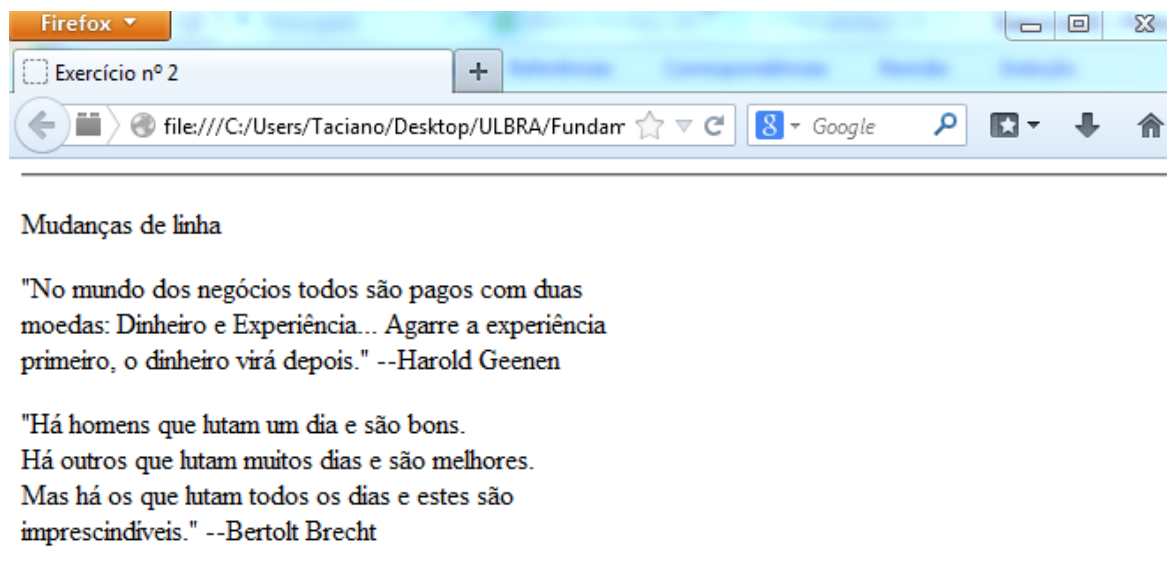 Firefox
Exercício nº 2
file:///C:/Users/Taciano/Desktop/ULBRA/Fundam
Google
Mudanças de linha
"No mundo dos negócios todos são pagos com duas
moedas: Dinheiro e Experiência... Agarre a experiência
primeiro, o dinheiro virá depois." --Harold Geenen
"Há homens que lutam um dia e são bons.
Há outros que lutam muitos dias e são melhores.
Mas há os que lutam todos os dias e estes são
imprescindíveis." --Bertolt Brecht